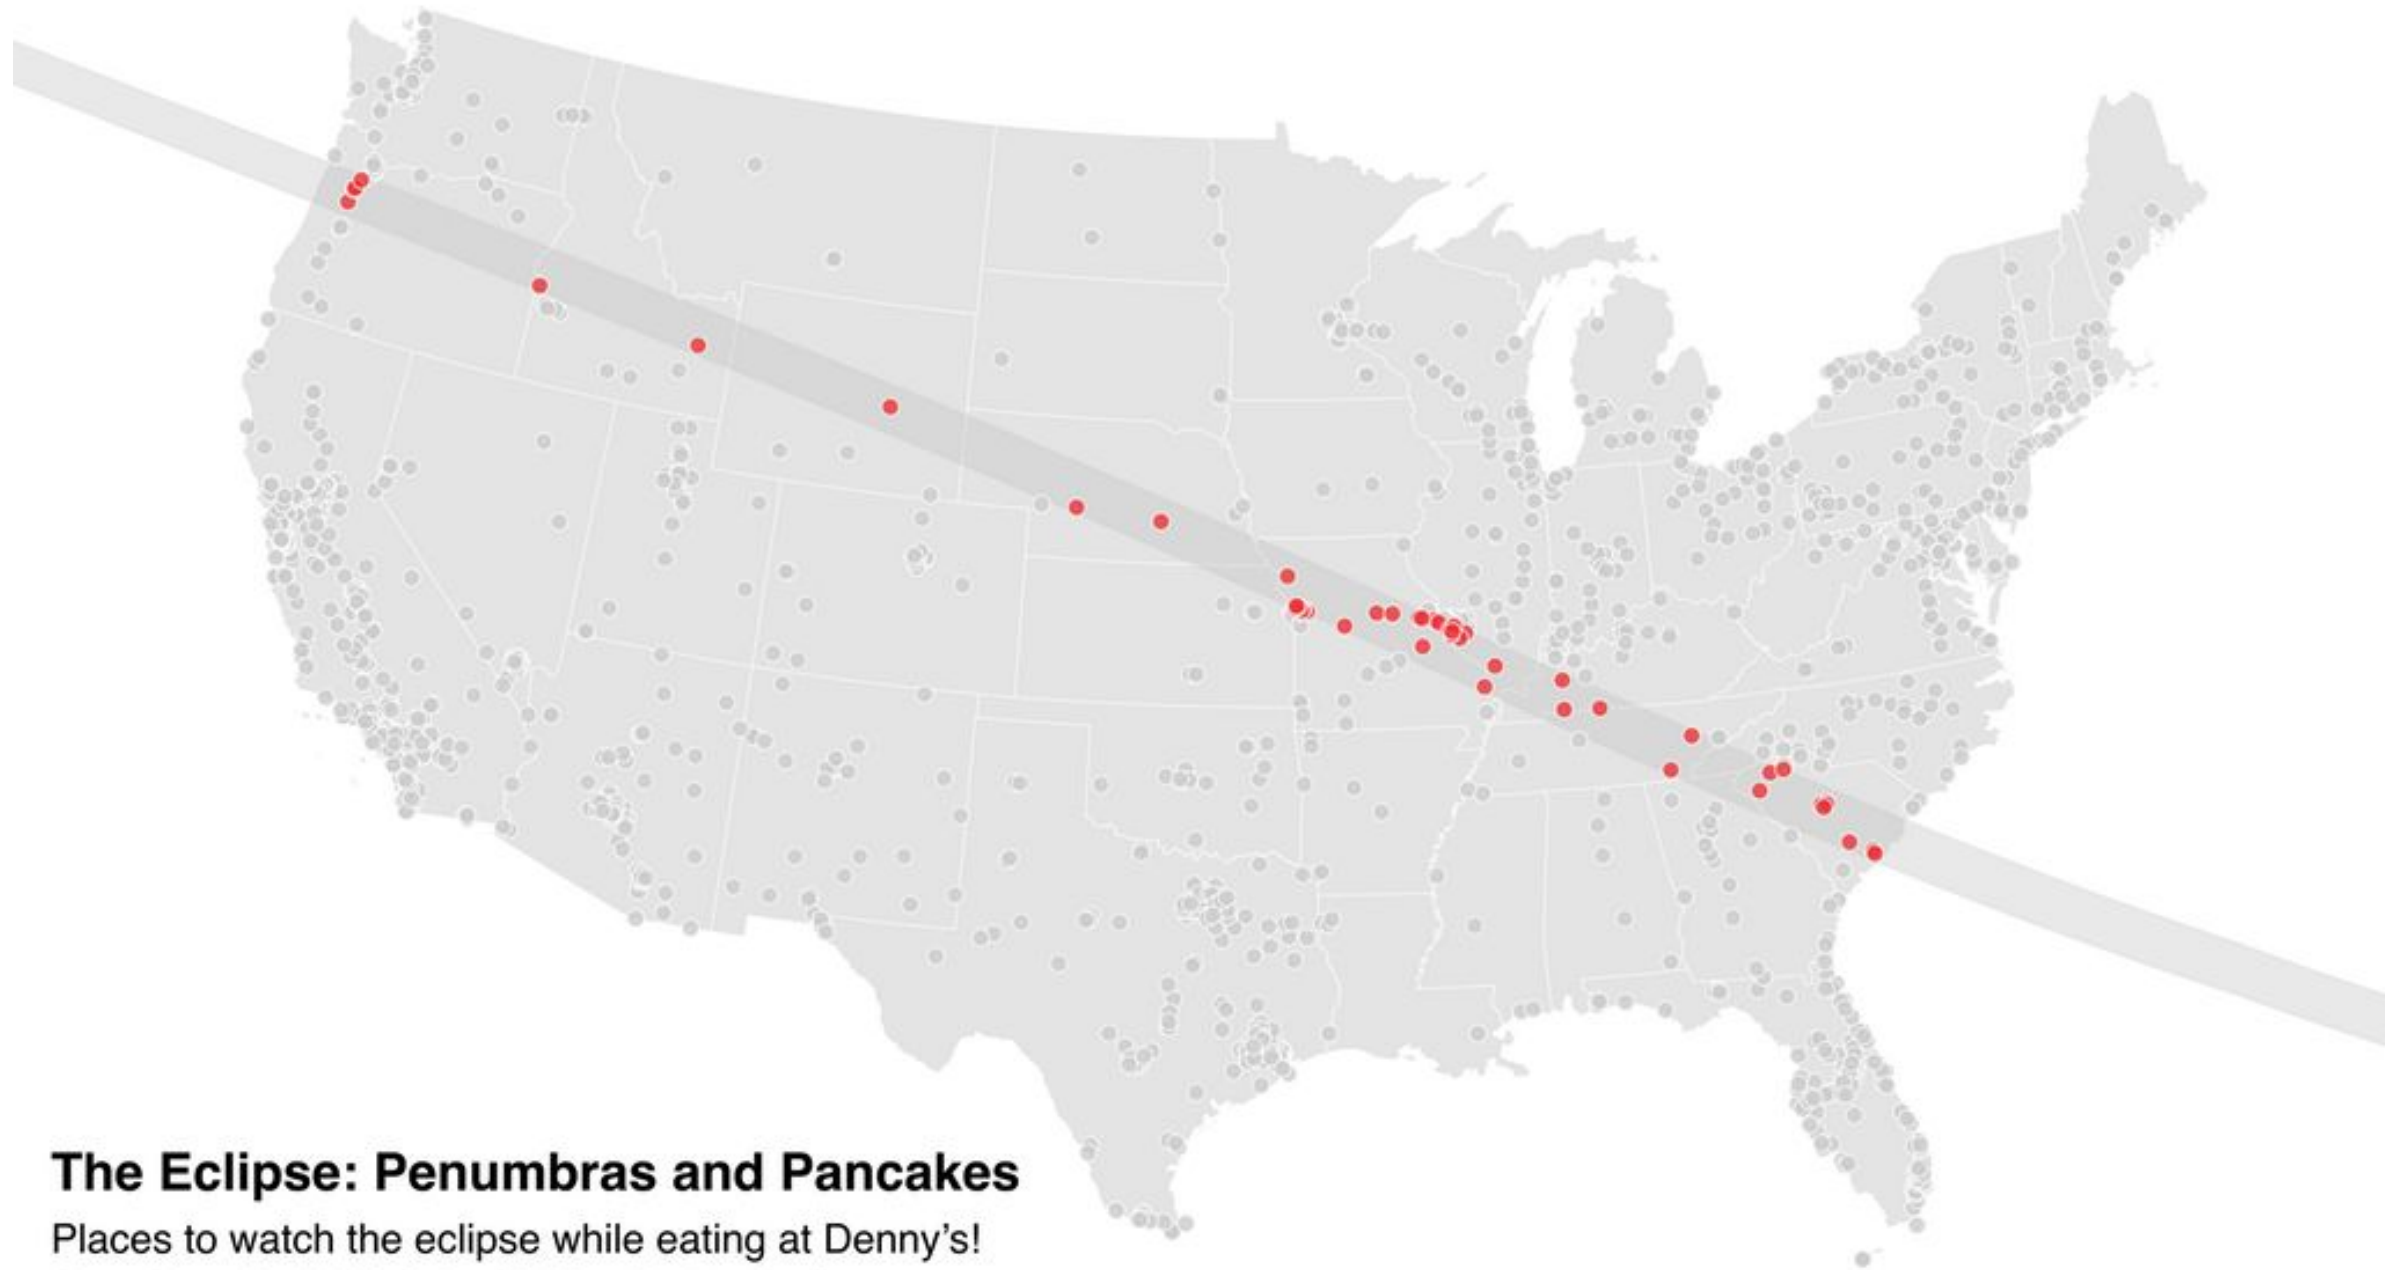 The Eclipse: Penumbras and Pancakes
Places to watch the eclipse while eating at Denny’s!